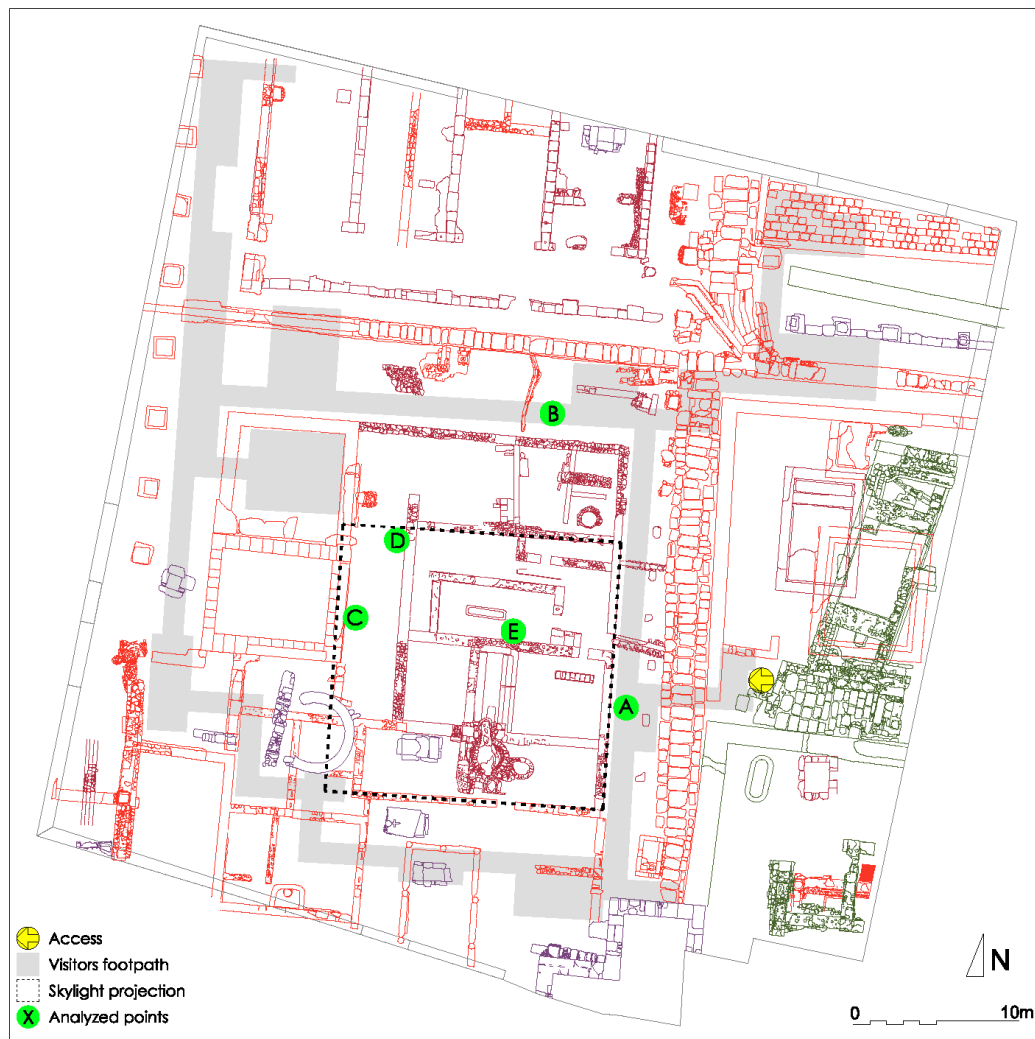 B
D
C
E
A
Access
Visitors footpath
Skylight projection
X Analyzed points
N
0 10m